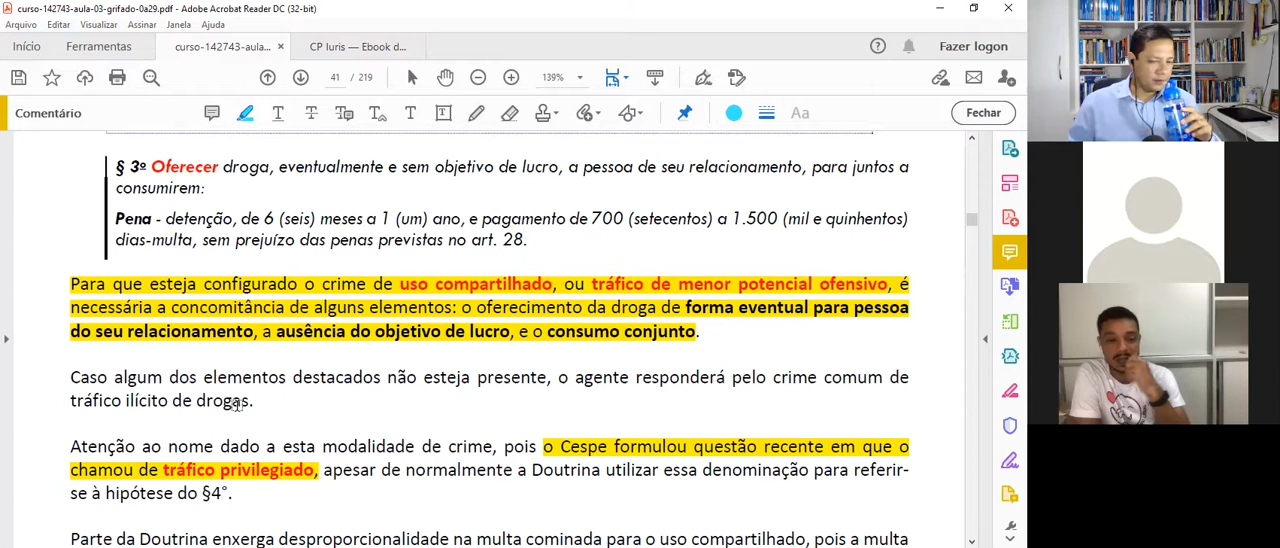 curso-142743-aula-03-grifado-0a29.pdf - Adobe Acrobat Reader DC (32-bit)
Arquivo Editar Visualizar Assinar Janela Ajuda
Início Ferramentas curso-142743-aula-... × CP Iuris — Ebook d... Fazer logon
41 / 219 139%
Comentário Aa Fechar
§ 3º Oferecer droga, eventualmente e sem objetivo de lucro, a pessoa de seu relacionamento, para juntos a
consumirem:
Pena - detenção, de 6 (seis) meses a 1 (um) ano, e pagamento de 700 (setecentos) a 1.500 (mil e quinhentos)
dias-multa, sem prejuízo das penas previstas no art. 28.
Para que esteja configurado o crime de uso compartilhado, ou tráfico de menor potencial ofensivo, é
necessária a concomitância de alguns elementos: o oferecimento da droga de forma eventual para pessoa
do seu relacionamento, a ausência do objetivo de lucro, e o consumo conjunto.
Caso algum dos elementos destacados não esteja presente, o agente responderá pelo crime comum de
tráfico ilícito de drogas.
Atenção ao nome dado a esta modalidade de crime, pois o Cespe formulou questão recente em que o
chamou de tráfico privilegiado, apesar de normalmente a Doutrina utilizar essa denominação para referir-
se à hipótese do §4°.
Parte da Doutrina enxerga desproporcionalidade na multa cominada para o uso compartilhado, pois a multa